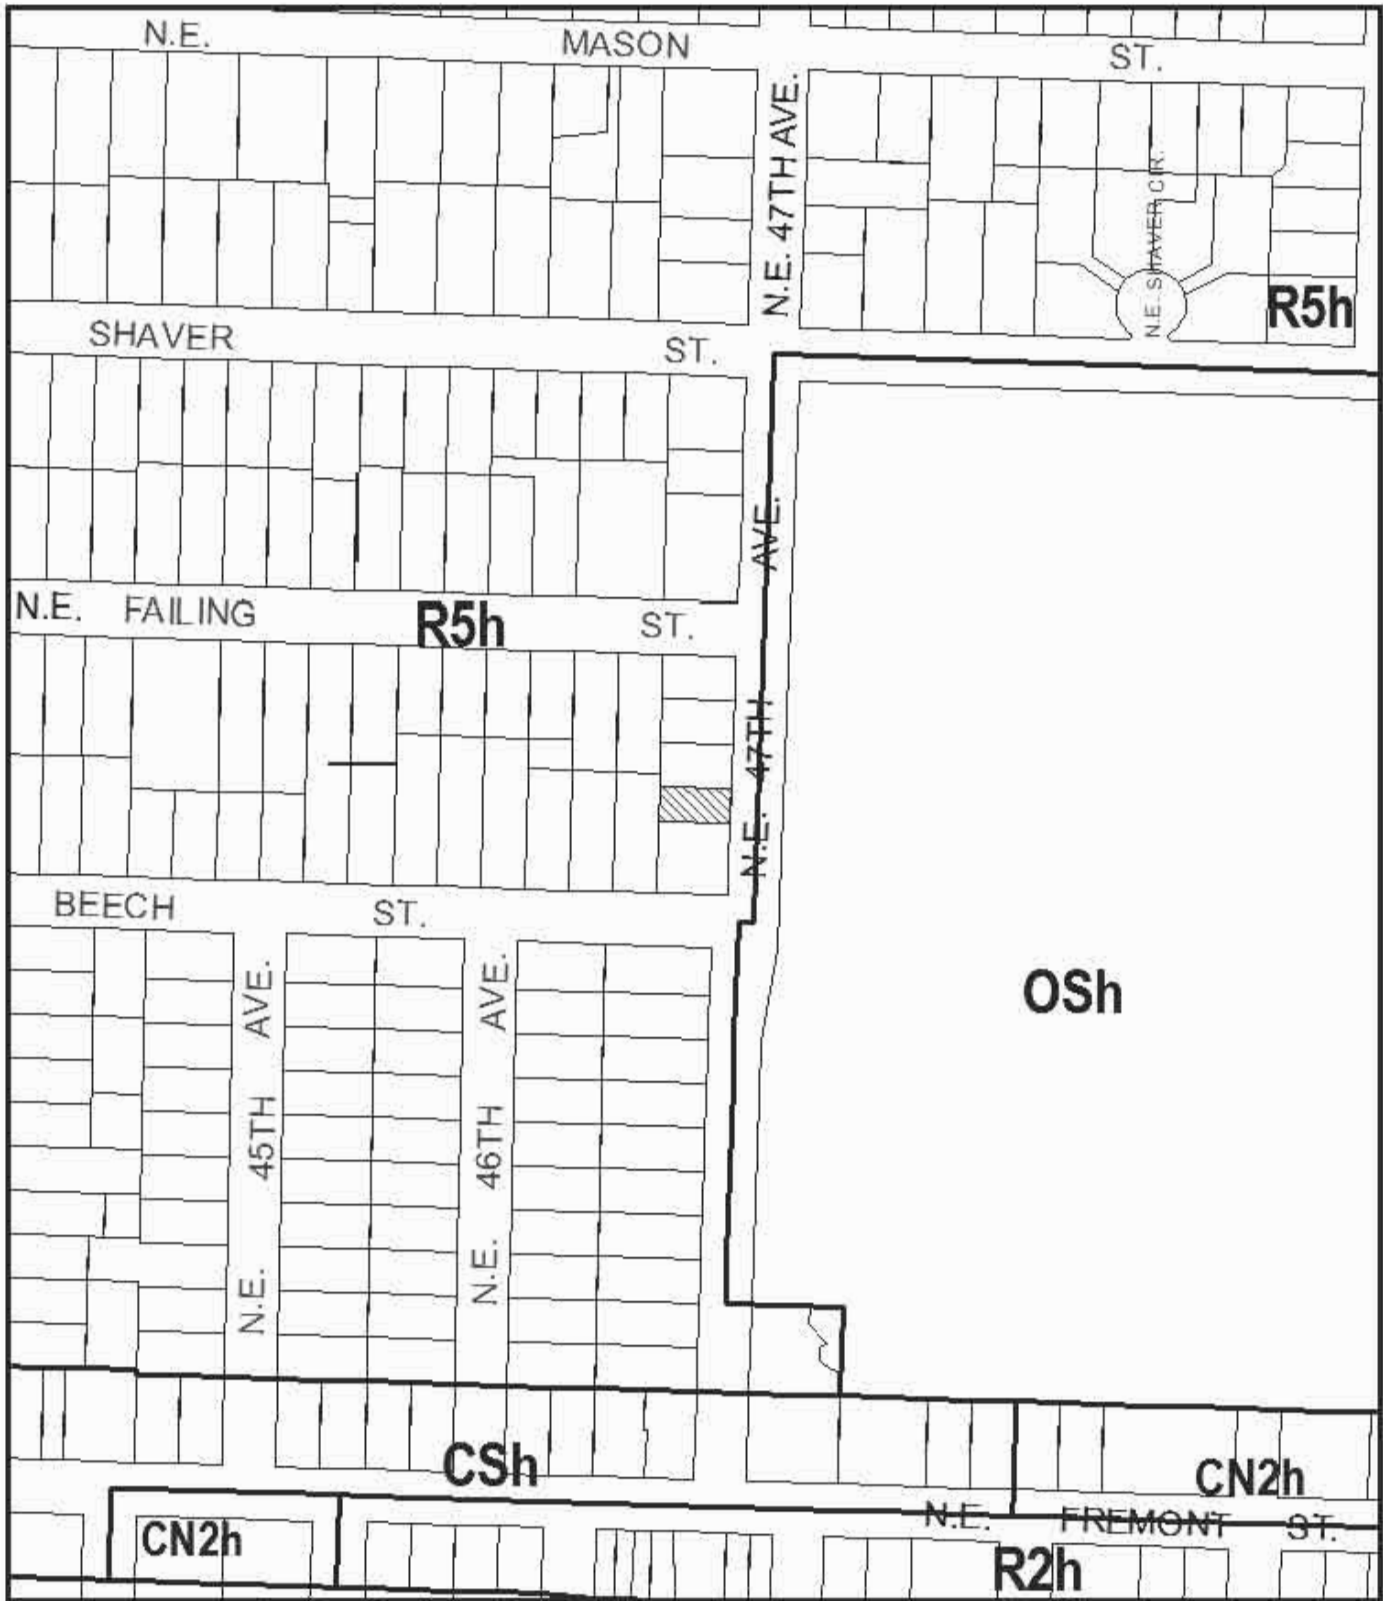 N.E. MASON ST.
N.E. 47TH AVE.
N.E. SHAVER CIR.
R5h
SHAVER ST.
N.E. FAILING ST.
R5h
N.E. 47TH AVE.
BEECH ST.
OSh
N.E. 45TH AVE.
N.E. 46TH AVE.
CSh
CN2h
N.E. FREMONT ST.
CN2h
R2h